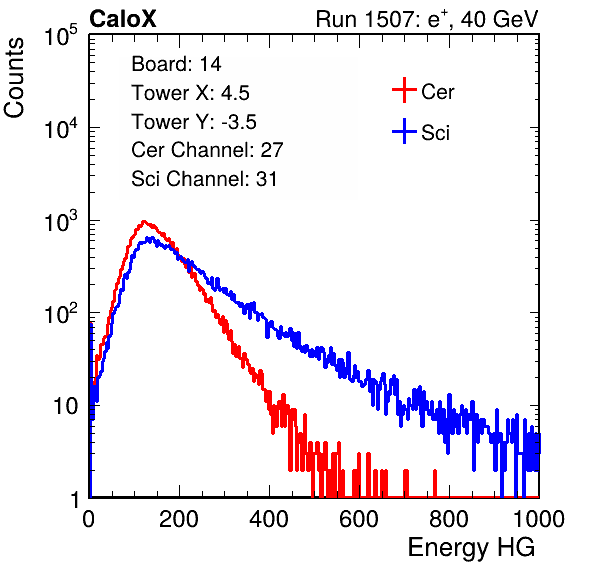 CaloX Run 1507: e⁺, 40 GeV
Counts
Board: 14
Tower X: 4.5
Tower Y: -3.5
Cer Channel: 27
Sci Channel: 31
Cer
Sci
10⁵
10⁴
10³
10²
10
1
0 200 400 600 800 1000
Energy HG